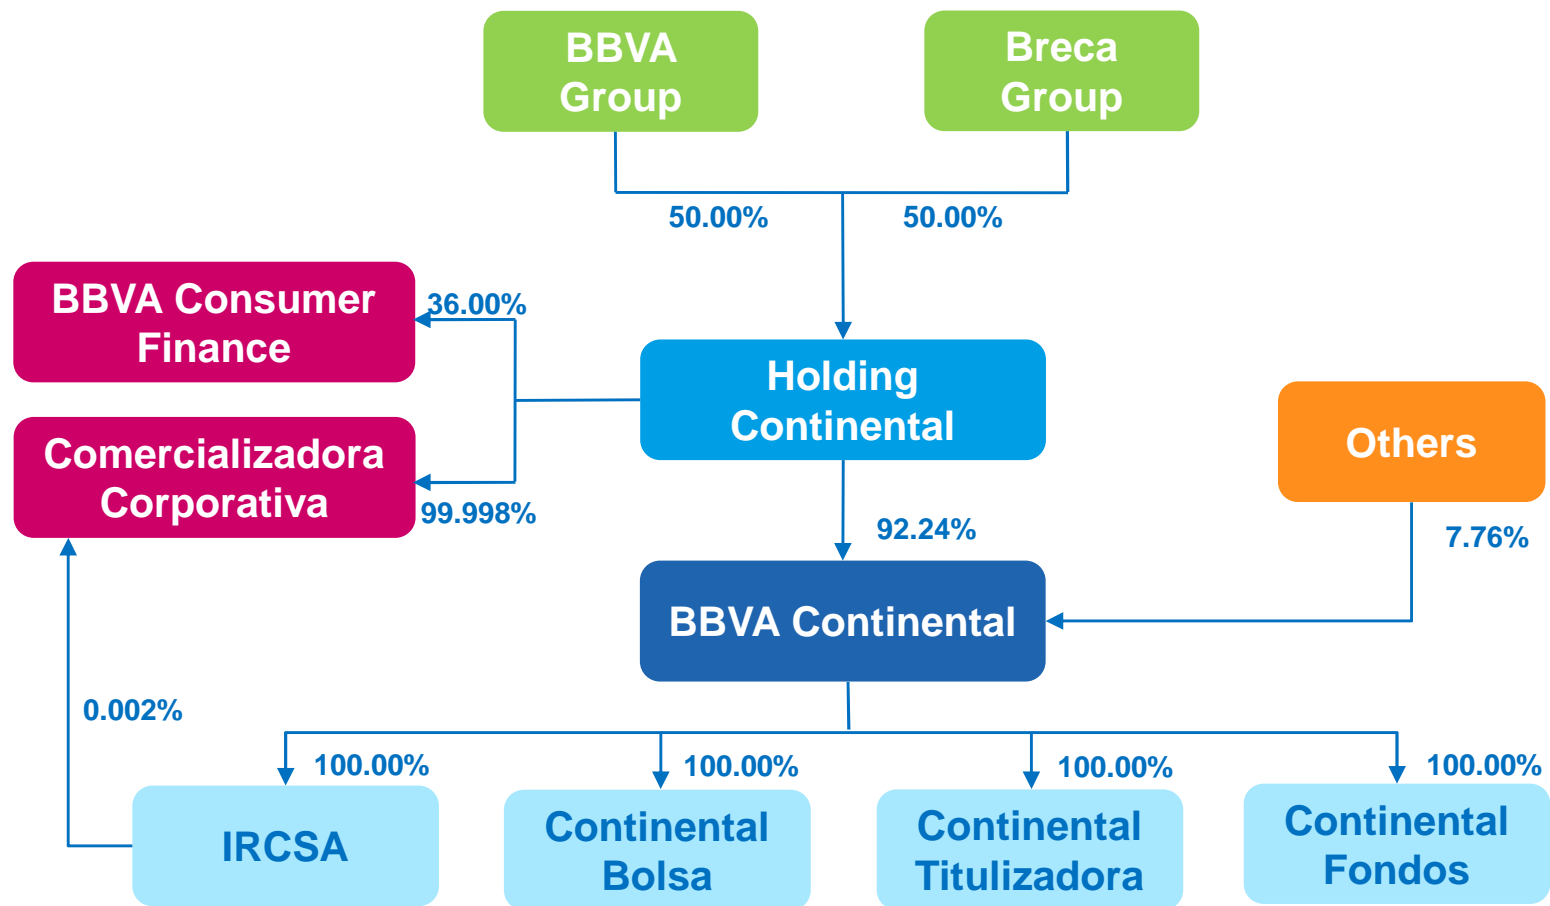 BBVA
Group
Breca
Group
50.00%
50.00%
BBVA Consumer
Finance
36.00%
Holding
Continental
Others
Comercializadora
Corporativa
99.998%
92.24%
7.76%
BBVA Continental
0.002%
100.00%
100.00%
100.00%
100.00%
IRCSA
Continental
Bolsa
Continental
Titulizadora
Continental
Fondos